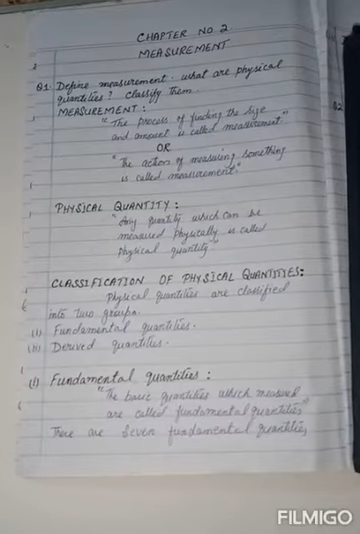 CHAPTER NO 2
MEASUREMENT
Q1. Define measurement. what are physical
quantities? Classify them.
MEASUREMENT:
"The process of finding the size
and amount is called measurement."
OR
"The action of measuring something
is called measurement"
PHYSICAL QUANTITY:
"Any quantity which can be
measured physically is called
physical quantity"
CLASSIFICATION OF PHYSICAL QUANTITIES:
Physical quantities are classified
into two groups.
(i) Fundamental quantities.
(ii) Derived quantities.
(i) Fundamental quantities:
"The basic quantities which measured
are called fundamental quantities"
There are Seven fundamental quantities
FILMIGO